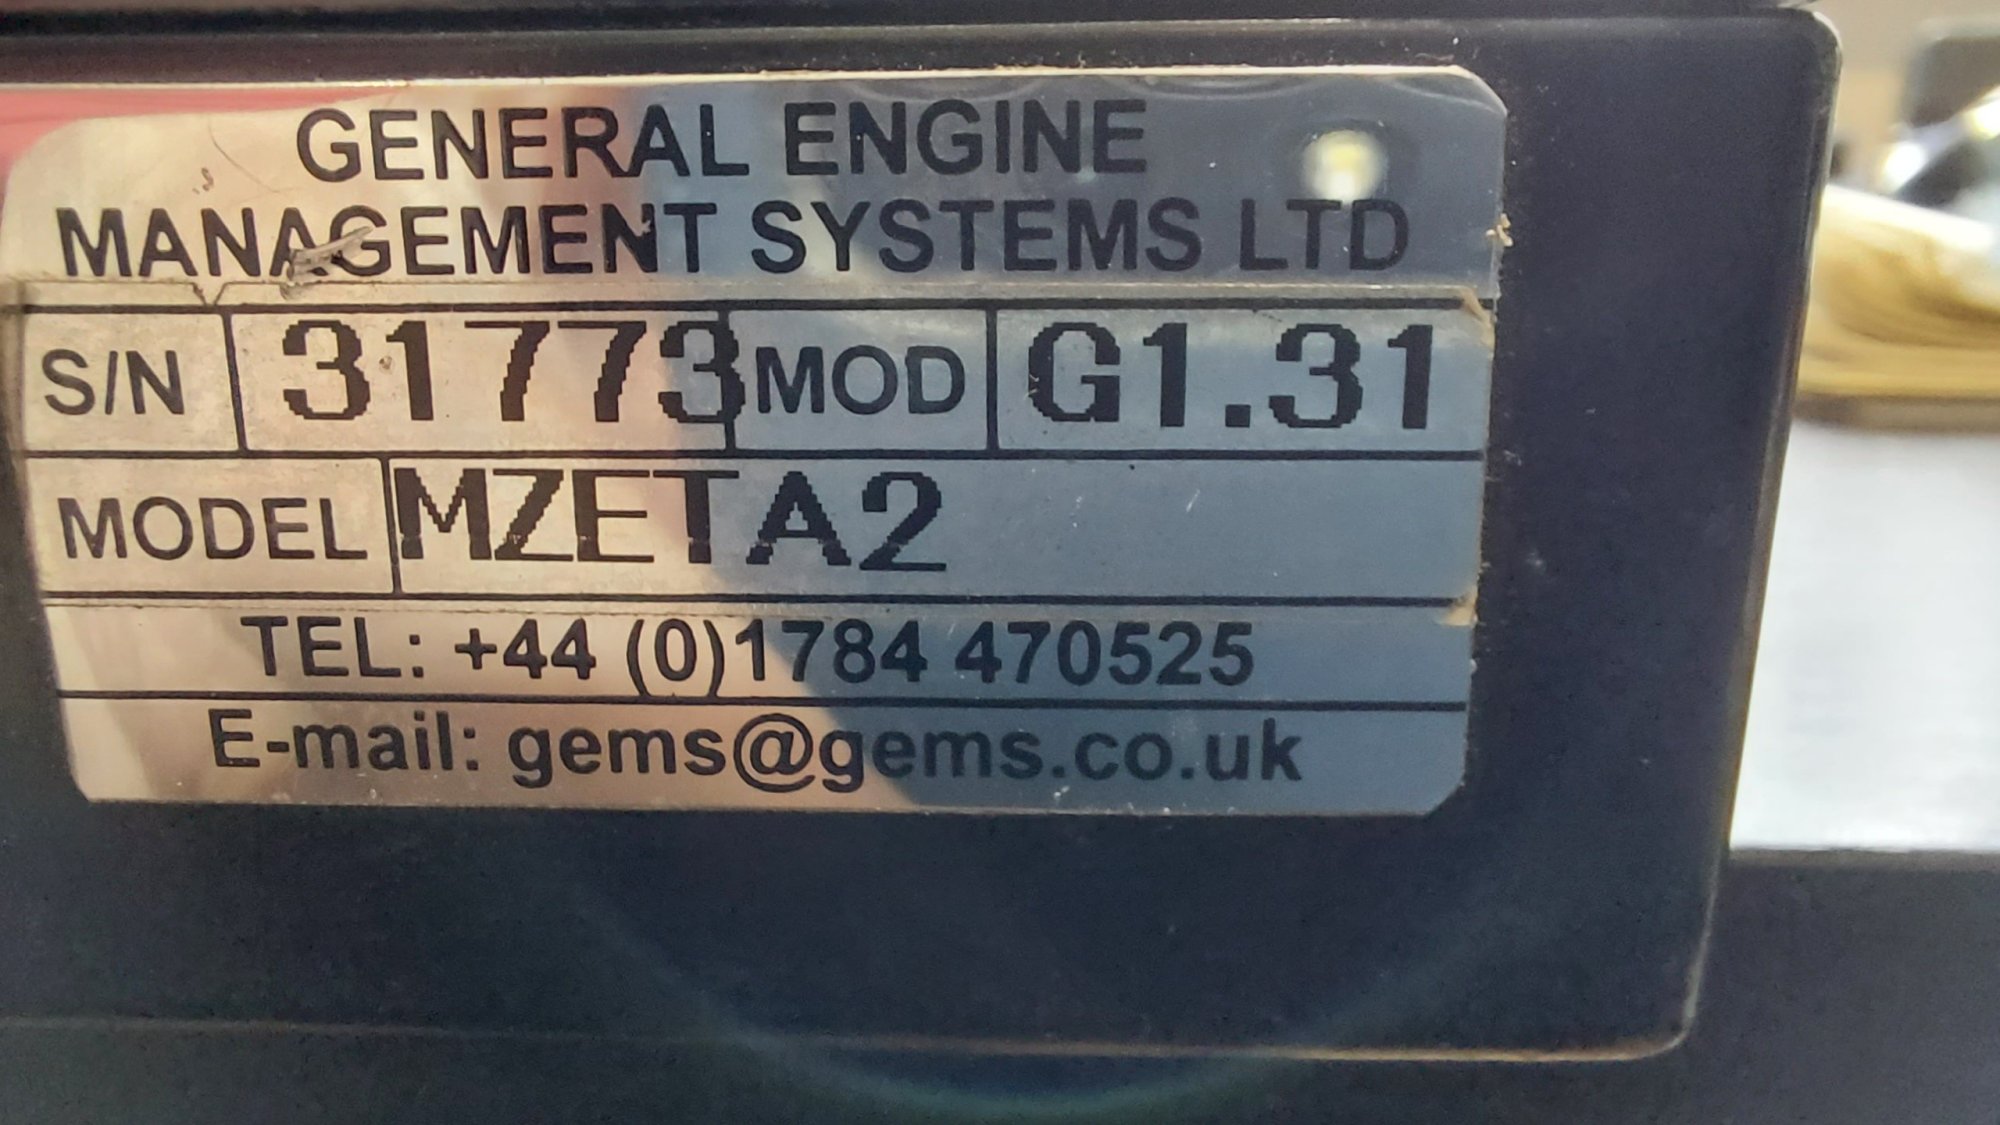 GENERAL ENGINE
MANAGEMENT SYSTEMS LTD
S/N 31773 MOD G1.31
MODEL MZETA2
TEL: +44 (0)1784 470525
E-mail: gems@gems.co.uk